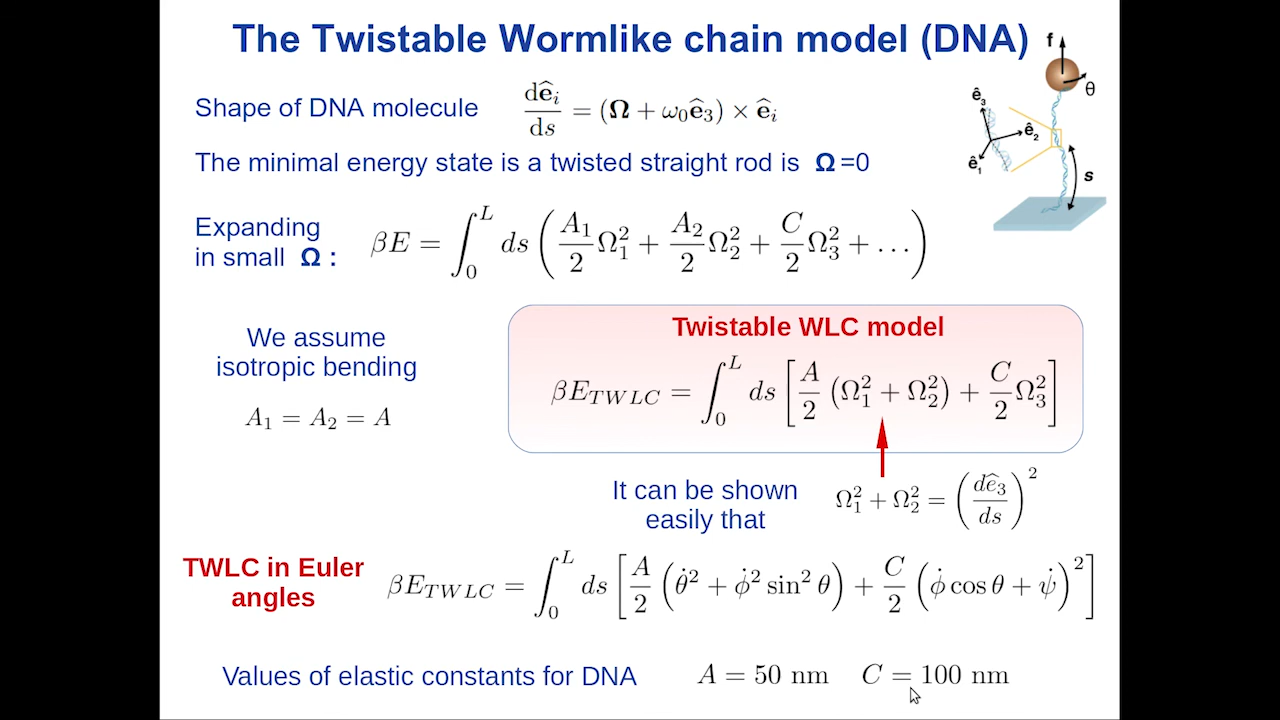 The Twistable Wormlike chain model (DNA)
f
θ
ê₃
ê₂
ê₁
s
Shape of DNA molecule dê_i/ds = (Ω + ω₀ê₃) × ê_i
The minimal energy state is a twisted straight rod is Ω =0
Expanding
in small Ω :
βE = ∫₀^L ds ( A₁/2 Ω₁² + A₂/2 Ω₂² + C/2 Ω₃² + … )
We assume
isotropic bending
A₁ = A₂ = A
Twistable WLC model
βE_TWLC = ∫₀^L ds [ A/2 (Ω₁² + Ω₂²) + C/2 Ω₃² ]
It can be shown
easily that
Ω₁² + Ω₂² = ( dê₃/ds )²
TWLC in Euler
angles
βE_TWLC = ∫₀^L ds [ A/2 ( θ̇² + φ̇² sin² θ ) + C/2 ( φ̇ cos θ + ψ̇ )² ]
Values of elastic constants for DNA A = 50 nm C = 100 nm